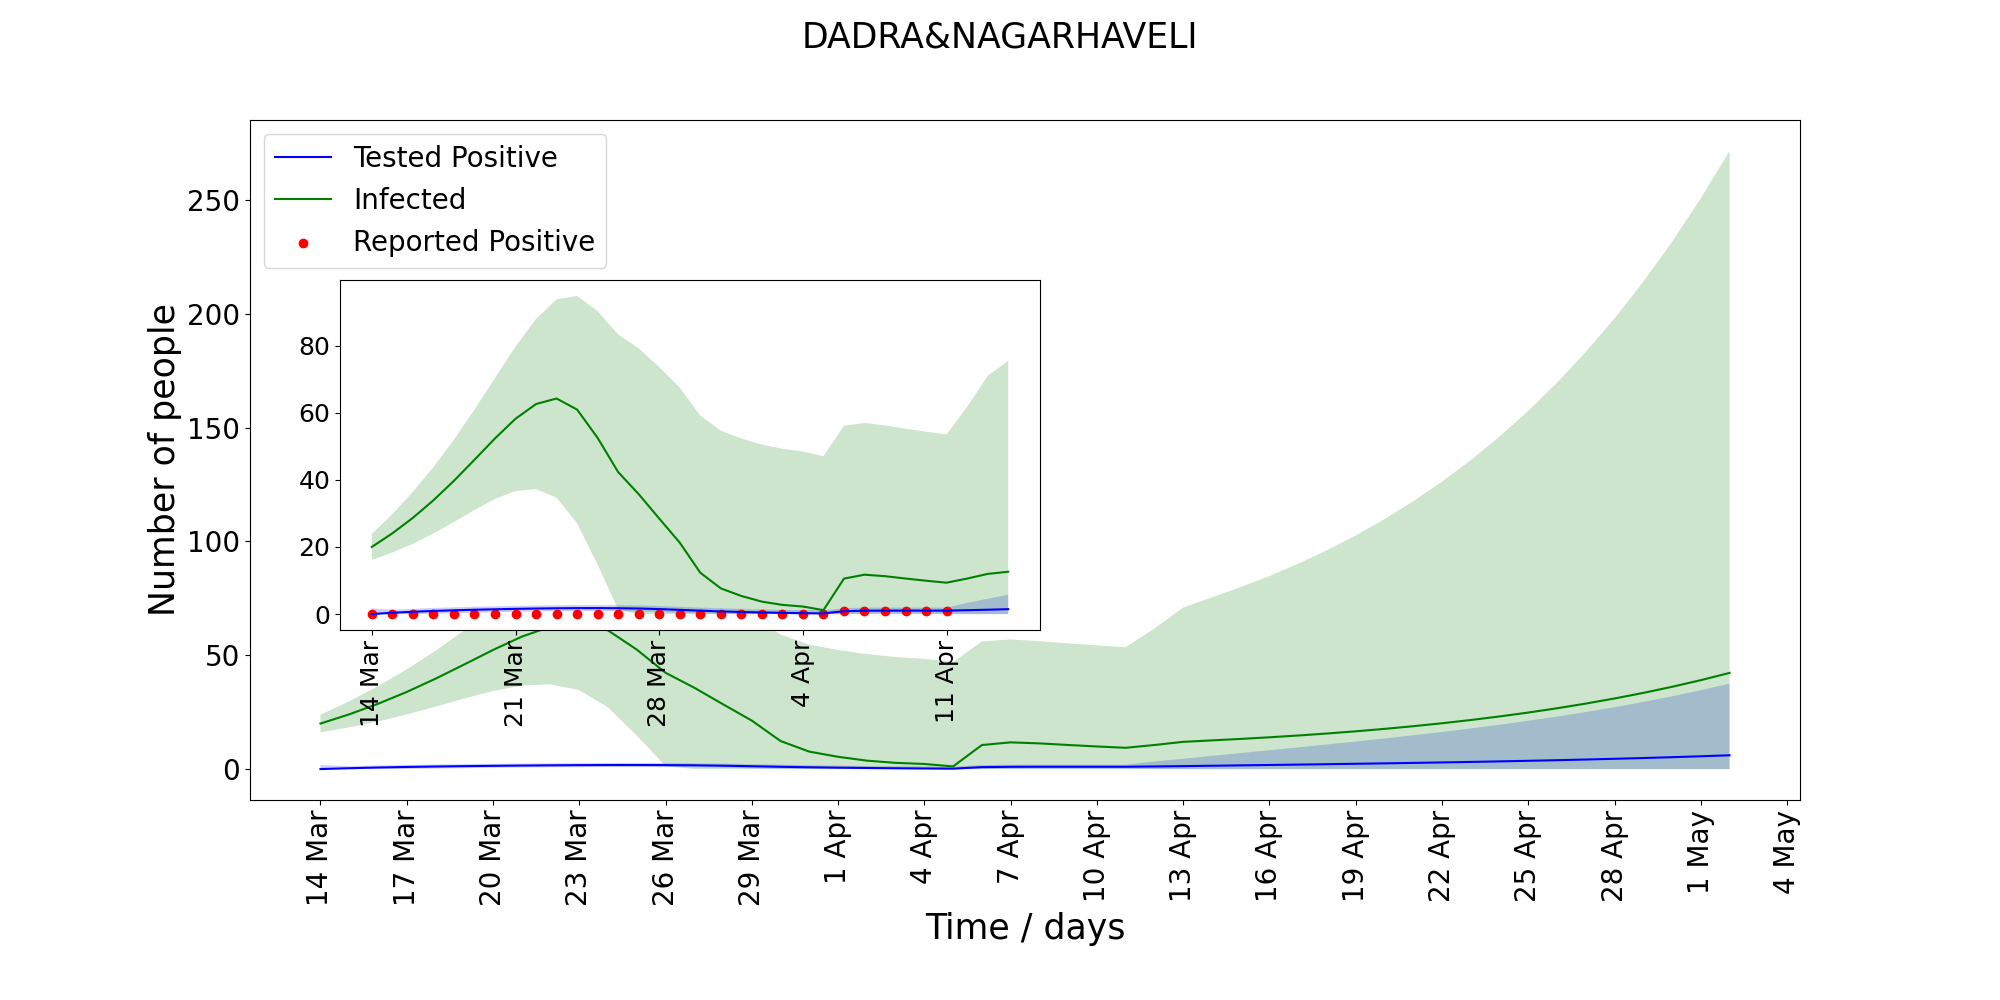 DADRA&NAGARHAVELI
Tested Positive
Infected
Reported Positive
Number of people
250
200
150
100
50
0
80
60
40
20
0
14 Mar
21 Mar
28 Mar
4 Apr
11 Apr
14 Mar
17 Mar
20 Mar
23 Mar
26 Mar
29 Mar
1 Apr
4 Apr
7 Apr
10 Apr
13 Apr
16 Apr
19 Apr
22 Apr
25 Apr
28 Apr
1 May
4 May
Time / days